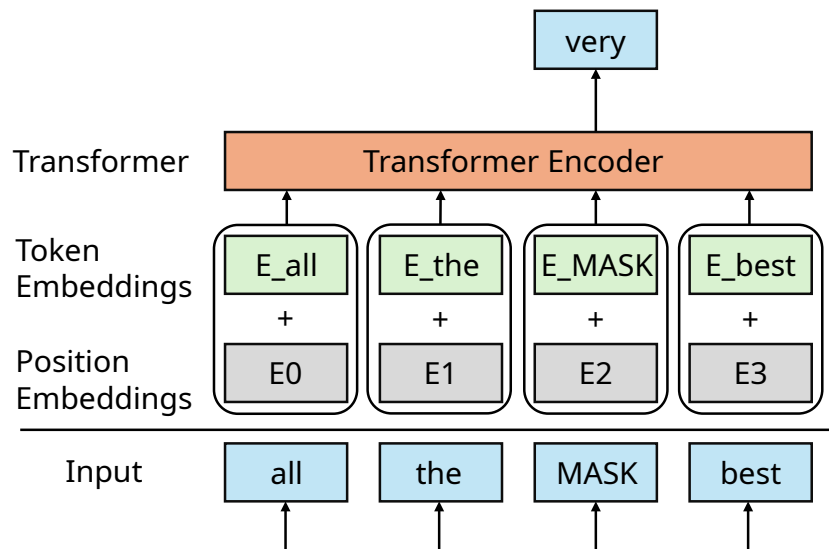 very
Transformer
Transformer Encoder
Token
Embeddings
E_all
E_the
E_MASK
E_best
+
+
+
+
Position
Embeddings
E0
E1
E2
E3
Input
all
the
MASK
best